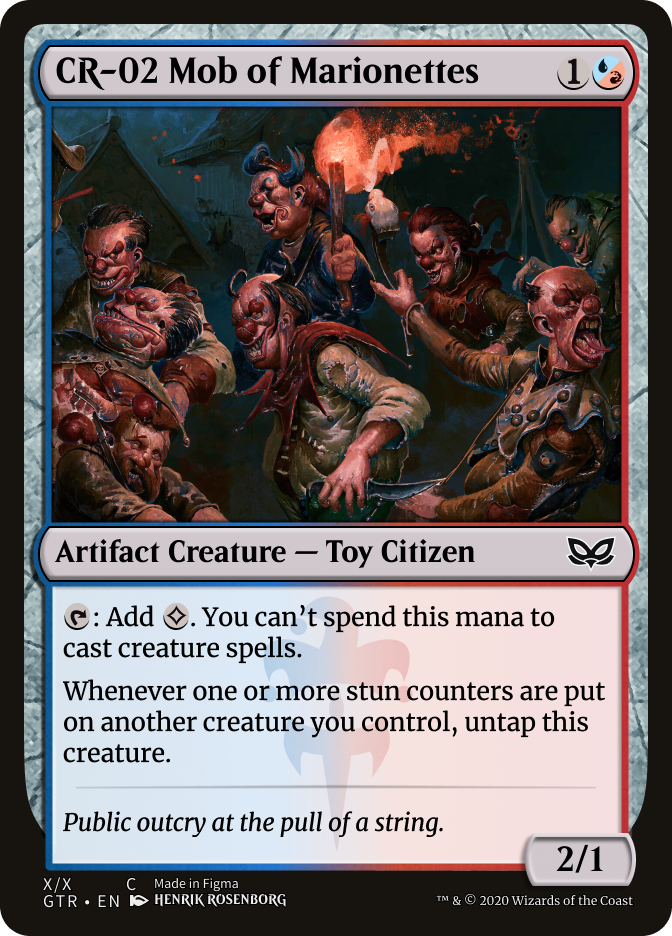 CR-02 Mob of Marionettes 1
Artifact Creature — Toy Citizen
: Add . You can't spend this mana to
cast creature spells.
Whenever one or more stun counters are put
on another creature you control, untap this
creature.
Public outcry at the pull of a string.
2/1
X/X C Made in Figma
GTR • EN HENRIK ROSENBORG ™ & © 2020 Wizards of the Coast